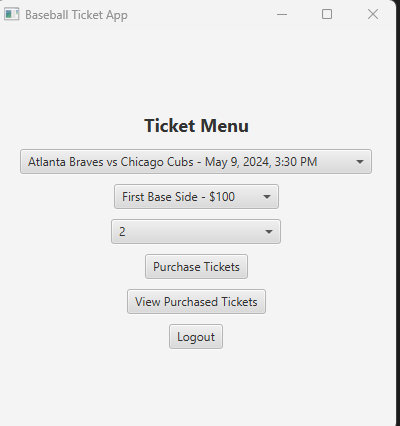 Baseball Ticket App
Ticket Menu
Atlanta Braves vs Chicago Cubs - May 9, 2024, 3:30 PM
First Base Side - $100
2
Purchase Tickets
View Purchased Tickets
Logout